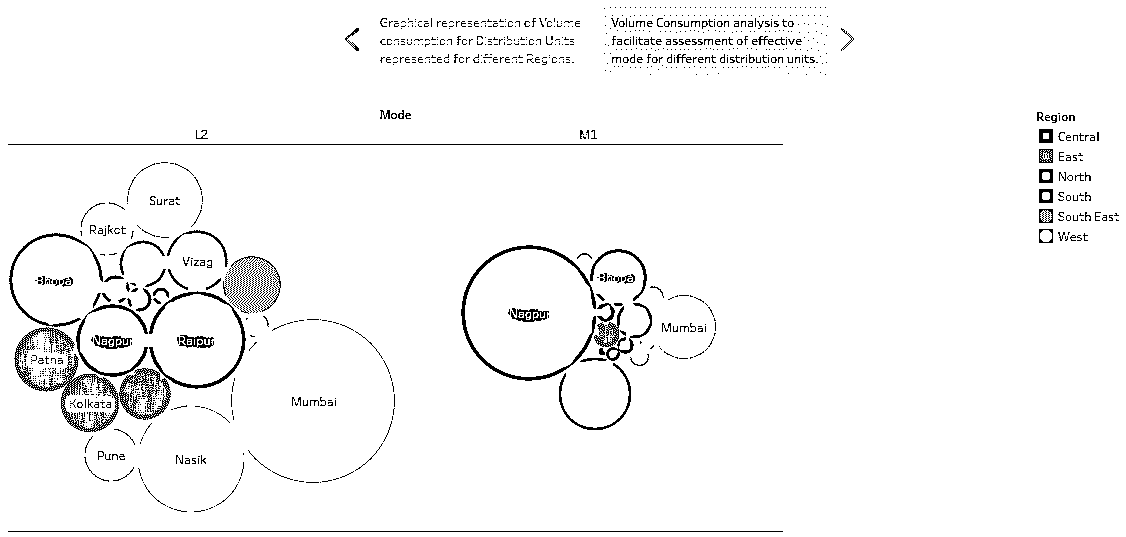 Graphical representation of Volume
consumption for Distribution Units
represented for different Regions.
Volume Consumption analysis to
facilitate assessment of effective
mode for different distribution units.
Mode
L2
M1
Region
Central
East
North
South
South East
West
Surat
Rajkot
Vizag
Bhopal
Nagpur
Raipur
Patna
Kolkata
Mumbai
Pune
Nasik
Bhopal
Nagpur
Mumbai